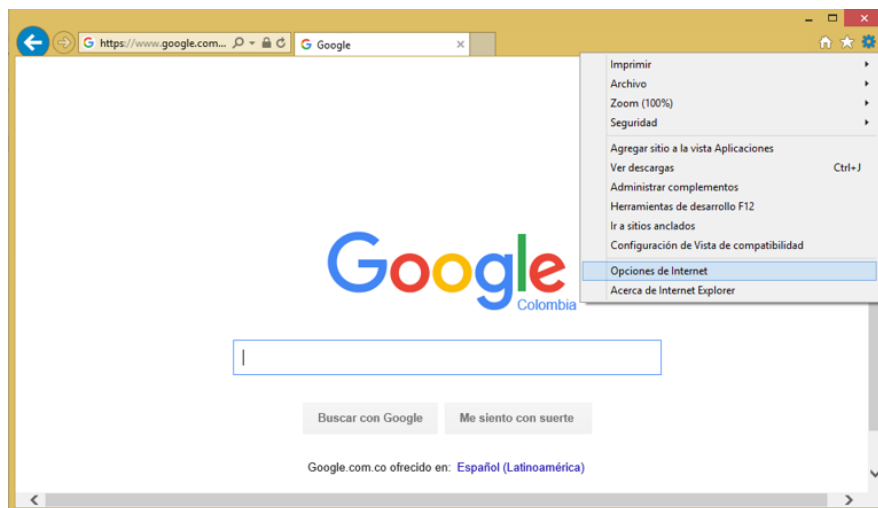 https://www.google.com...
Google
Imprimir
Archivo
Zoom (100%)
Seguridad
Agregar sitio a la vista Aplicaciones
Ver descargas Ctrl+J
Administrar complementos
Herramientas de desarrollo F12
Ir a sitios anclados
Configuración de Vista de compatibilidad
Opciones de Internet
Acerca de Internet Explorer
Google
Colombia
Buscar con Google Me siento con suerte
Google.com.co ofrecido en: Español (Latinoamérica)